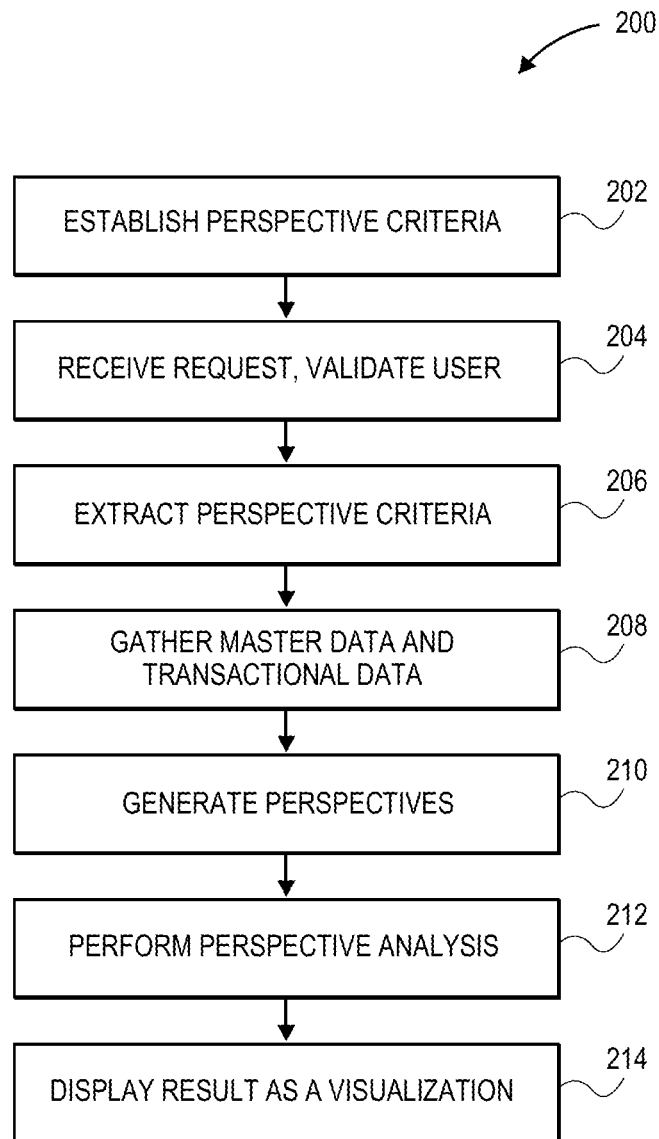 200
ESTABLISH PERSPECTIVE CRITERIA
202
RECEIVE REQUEST, VALIDATE USER
204
EXTRACT PERSPECTIVE CRITERIA
206
GATHER MASTER DATA AND
TRANSACTIONAL DATA
208
GENERATE PERSPECTIVES
210
PERFORM PERSPECTIVE ANALYSIS
212
DISPLAY RESULT AS A VISUALIZATION
214